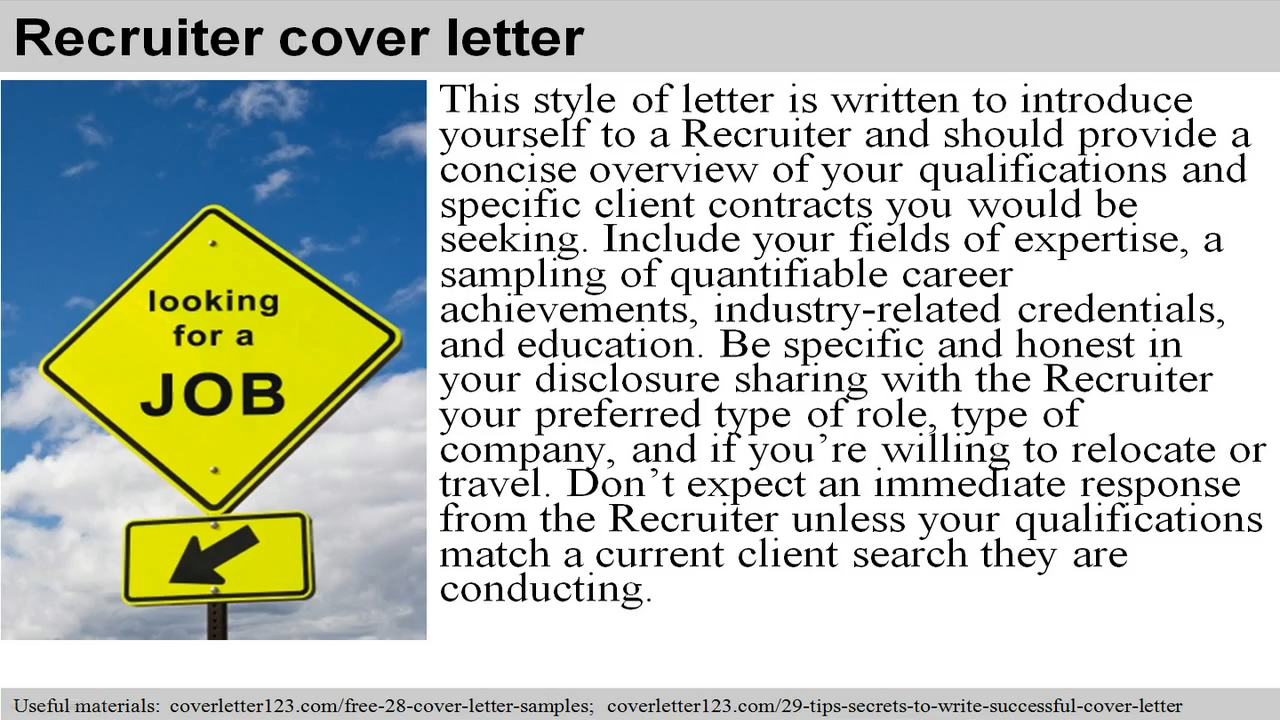 Recruiter cover letter
looking
for a
JOB
This style of letter is written to introduce
yourself to a Recruiter and should provide a
concise overview of your qualifications and
specific client contracts you would be
seeking. Include your fields of expertise, a
sampling of quantifiable career
achievements, industry-related credentials,
and education. Be specific and honest in
your disclosure sharing with the Recruiter
your preferred type of role, type of
company, and if you’re willing to relocate or
travel. Don’t expect an immediate response
from the Recruiter unless your qualifications
match a current client search they are
conducting.
Useful materials: coverletter123.com/free-28-cover-letter-samples; coverletter123.com/29-tips-secrets-to-write-successful-cover-letter